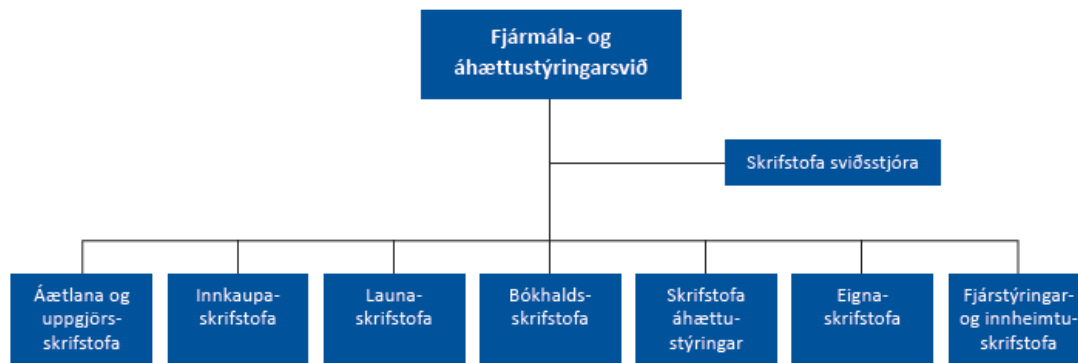 Fjármála- og
áhættustýringarsvið
Skrifstofa sviðsstjóra
Áætlana og
uppgjörs-
skrifstofa
Innkaupa-
skrifstofa
Launa-
skrifstofa
Bókhalds-
skrifstofa
Skrifstofa
áhættu-
stýringar
Eigna-
skrifstofa
Fjárstýringar-
og innheimtu-
skrifstofa